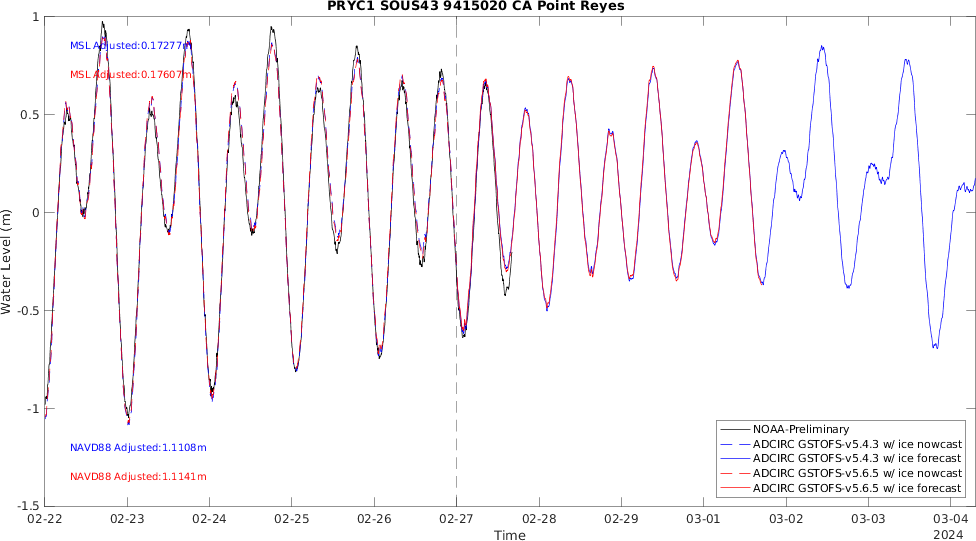 PRYC1 SOUS43 9415020 CA Point Reyes
MSL Adjusted:0.17277m
MSL Adjusted:0.17607m
NAVD88 Adjusted:1.1108m
NAVD88 Adjusted:1.1141m
Water Level (m)
1
0.5
0
-0.5
-1
-1.5
NOAA-Preliminary
ADCIRC GSTOFS-v5.4.3 w/ ice nowcast
ADCIRC GSTOFS-v5.4.3 w/ ice forecast
ADCIRC GSTOFS-v5.6.5 w/ ice nowcast
ADCIRC GSTOFS-v5.6.5 w/ ice forecast
02-22 02-23 02-24 02-25 02-26 02-27 02-28 02-29 03-01 03-02 03-03 03-04
2024
Time